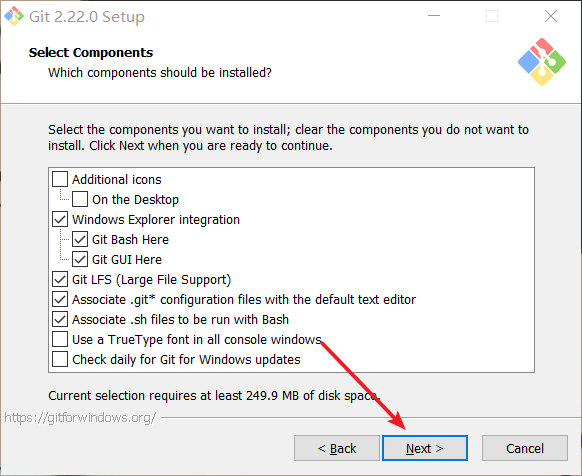 Git 2.22.0 Setup
Select Components
Which components should be installed?
Select the components you want to install; clear the components you do not want to
install. Click Next when you are ready to continue.
Additional icons
On the Desktop
Windows Explorer integration
Git Bash Here
Git GUI Here
Git LFS (Large File Support)
Associate .git* configuration files with the default text editor
Associate .sh files to be run with Bash
Use a TrueType font in all console windows
Check daily for Git for Windows updates
Current selection requires at least 249.9 MB of disk space.
https://gitforwindows.org/
< Back
Next >
Cancel